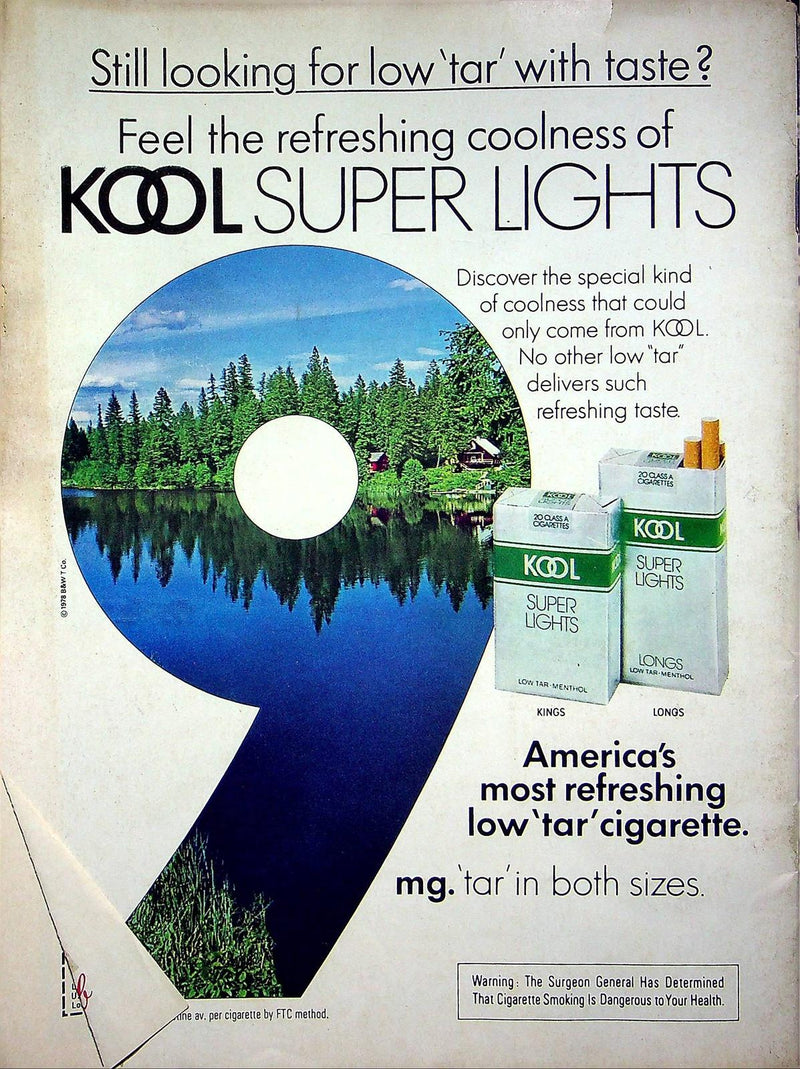 Still looking for low 'tar' with taste?
Feel the refreshing coolness of
KOOL SUPER LIGHTS
Discover the special kind
of coolness that could
only come from KOOL.
No other low "tar"
delivers such
refreshing taste.
9
20 CLASS A
CIGARETTES
KOOL
SUPER
LIGHTS
LOW TAR-MENTHOL
KINGS
KOOL
20 CLASS A
CIGARETTES
KOOL
SUPER
LIGHTS
LONGS
LOW TAR-MENTHOL
LONGS
© 1978 B&W T Co.
America's
most refreshing
low 'tar' cigarette.
mg. 'tar' in both sizes.
Warning: The Surgeon General Has Determined
That Cigarette Smoking Is Dangerous to Your Health.
av. per cigarette by FTC method.